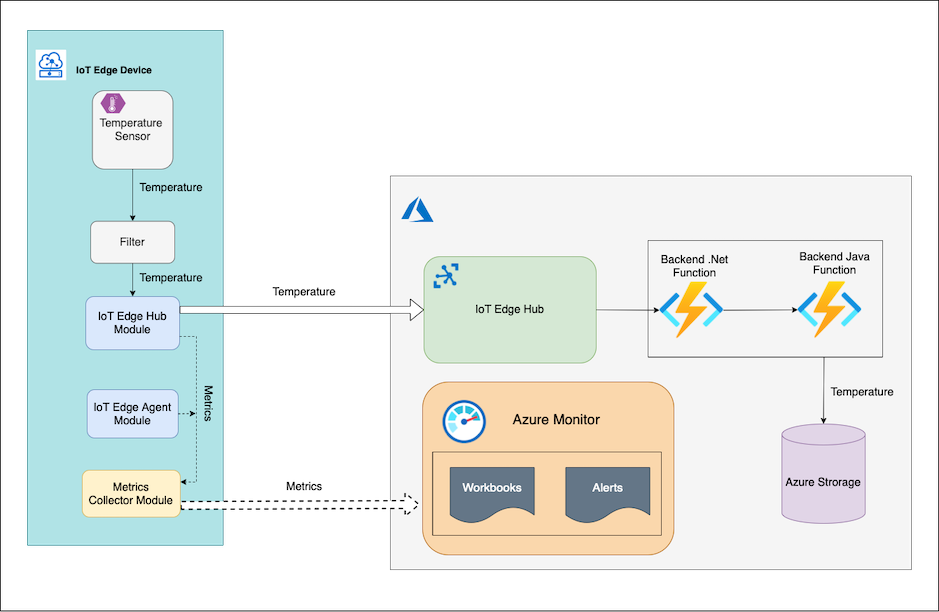 IoT Edge Device
Temperature
Sensor
Temperature
Filter
Temperature
IoT Edge Hub
Module
Metrics
IoT Edge Agent
Module
Metrics
Collector Module
Temperature
Metrics
IoT Edge Hub
Backend .Net
Function
Backend Java
Function
Temperature
Azure Strorage
Azure Monitor
Workbooks
Alerts